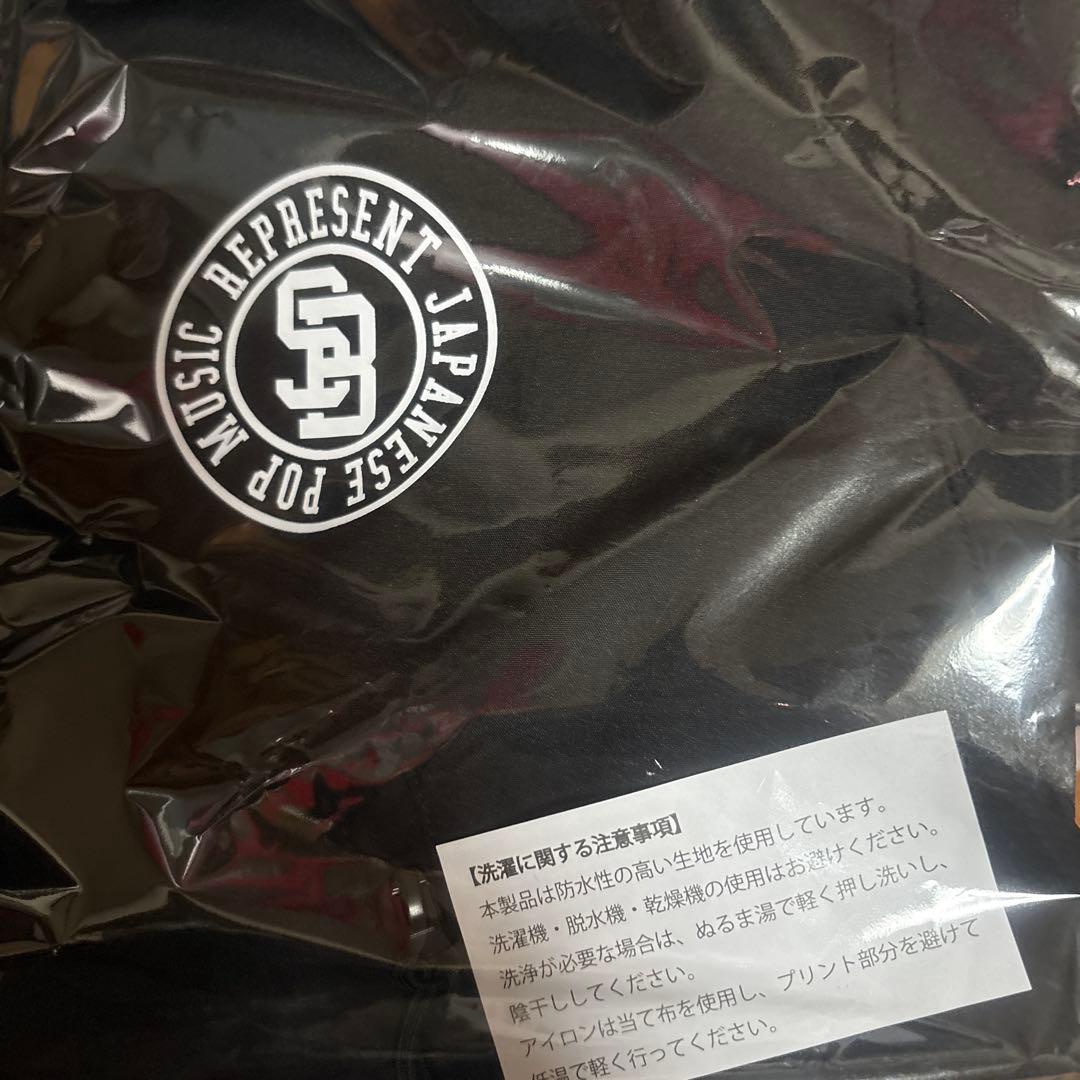 REPRESENT JAPANESE POP MUSIC
SB
【洗濯に関する注意事項】
本製品は防水性の高い生地を使用しています。
洗濯機・脱水機・乾燥機の使用はお避けください。
洗浄が必要な場合は、ぬるま湯で軽く押し洗いし、
陰干ししてください。
アイロンは当て布を使用し、プリント部分を避けて
低温で軽く行ってください。